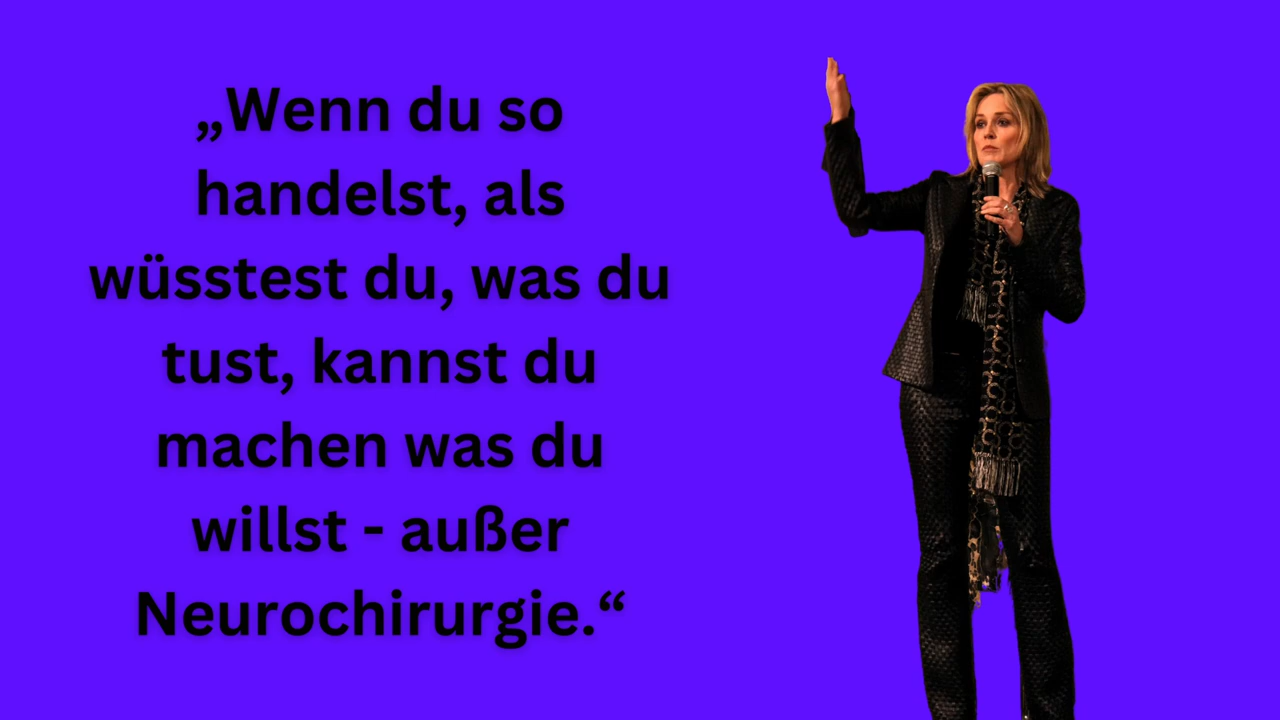 „Wenn du so
handelst, als
wüsstest du, was du
tust, kannst du
machen was du
willst - außer
Neurochirurgie.“